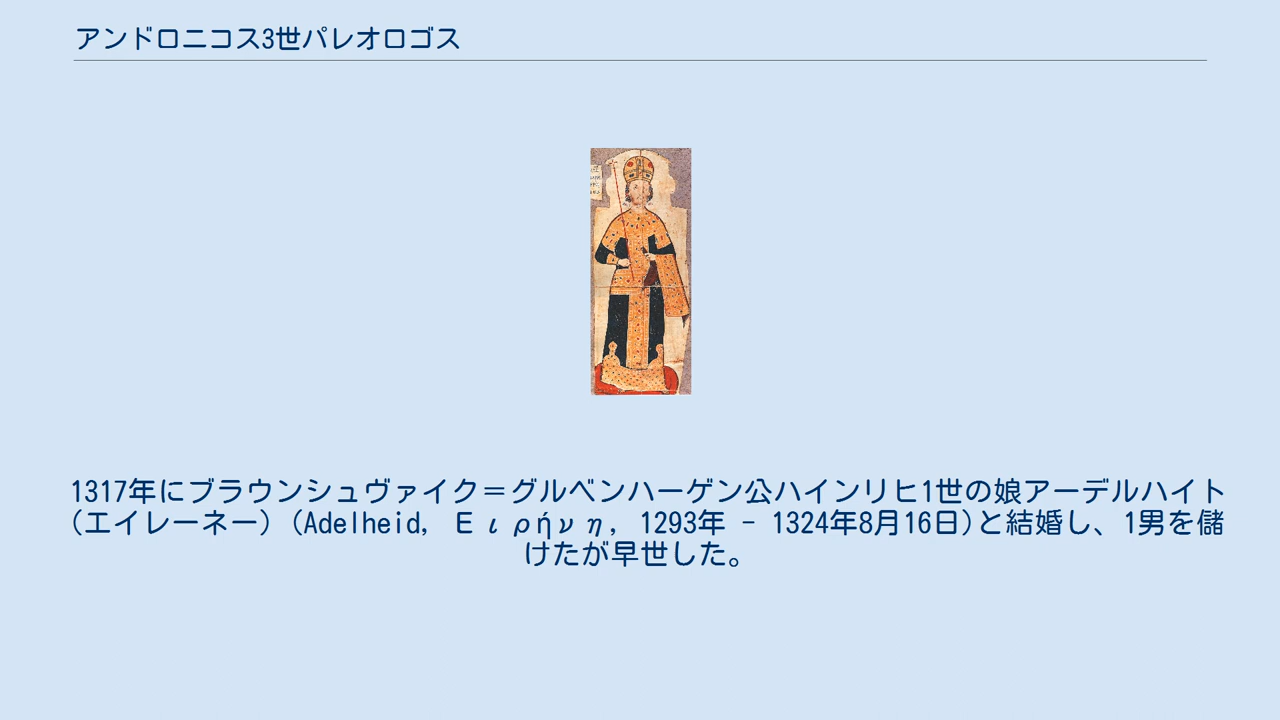 アンドロニコス3世パレオロゴス
1317年にブラウンシュヴァイク＝グルベンハーゲン公ハインリヒ1世の娘アーデルハイト
(エイレーネー) (Adelheid, Ειρήνη, 1293年 - 1324年8月16日)と結婚し、1男を儲
けたが早世した。